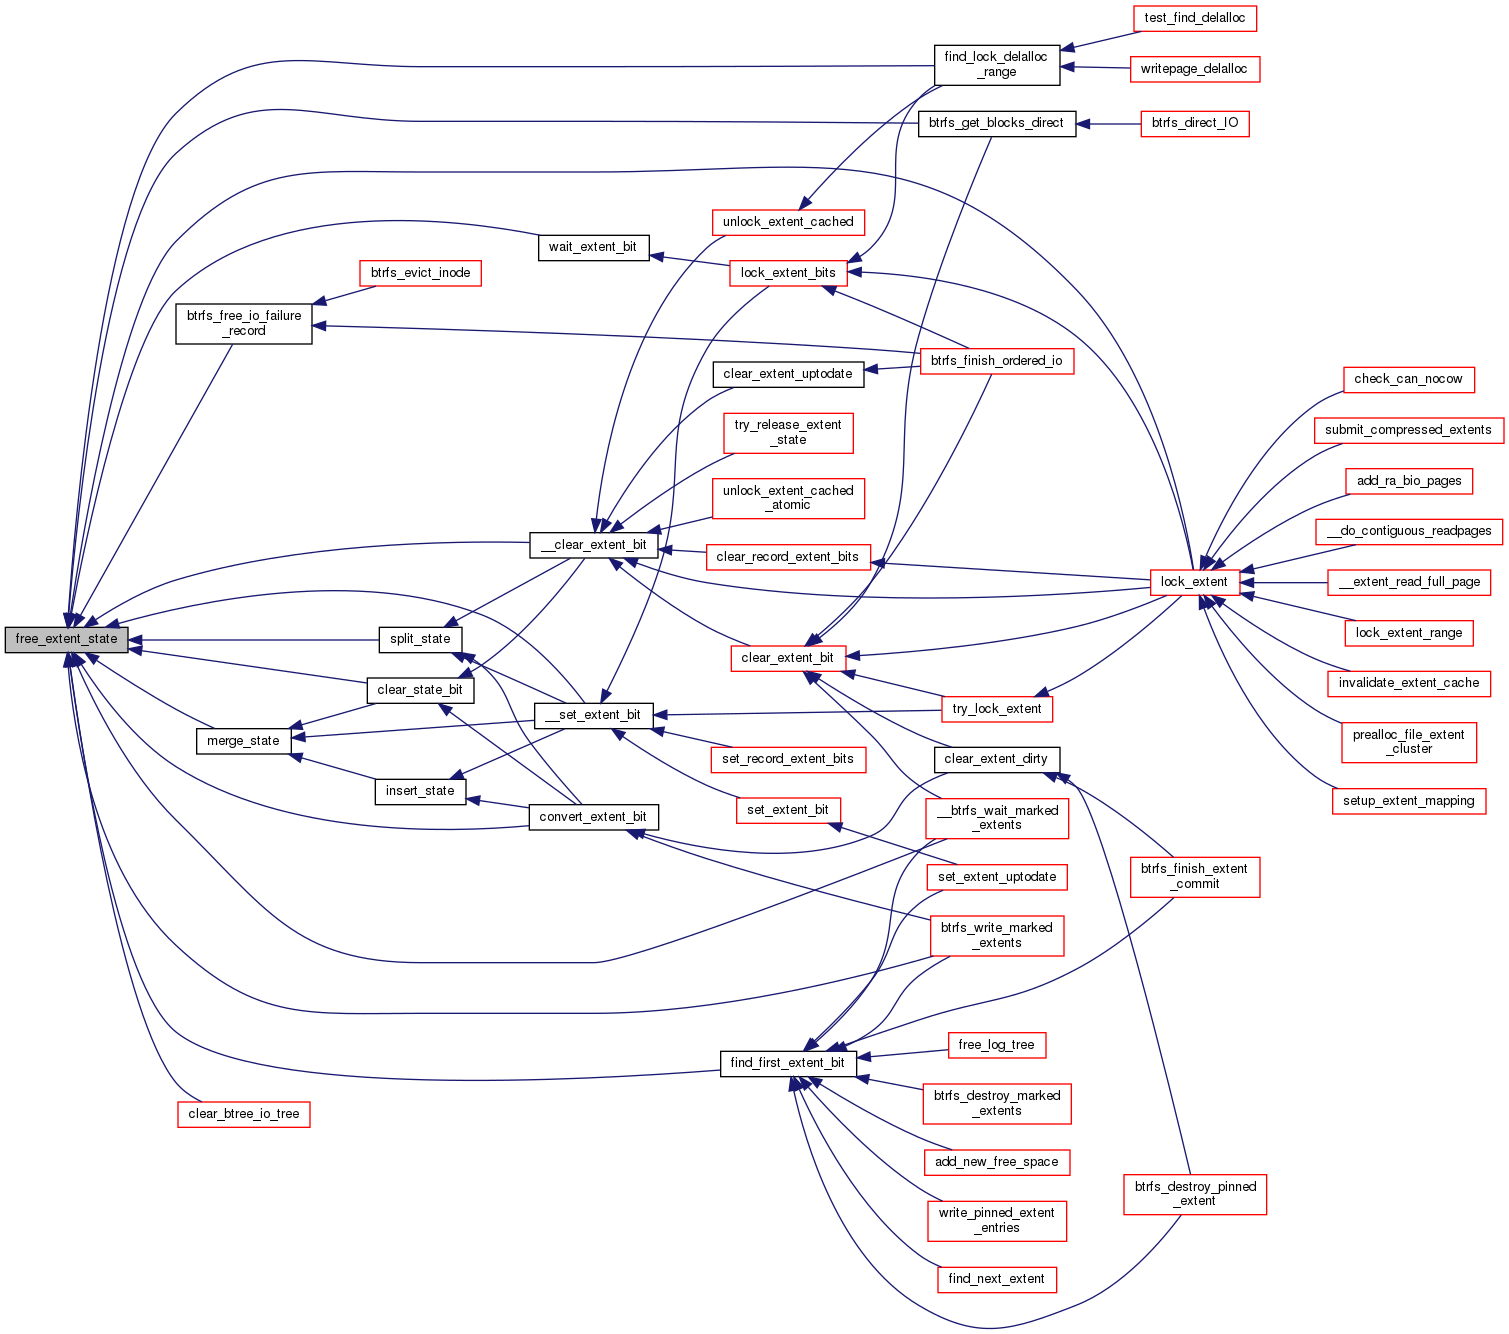 test_find_delalloc
find_lock_delalloc
_range
writepage_delalloc
btrfs_get_blocks_direct
btrfs_direct_IO
unlock_extent_cached
wait_extent_bit
lock_extent_bits
btrfs_evict_inode
btrfs_free_io_failure
_record
btrfs_finish_ordered_io
clear_extent_uptodate
check_can_nocow
try_release_extent
_state
submit_compressed_extents
unlock_extent_cached
_atomic
add_ra_bio_pages
__clear_extent_bit
__do_contiguous_readpages
clear_record_extent_bits
lock_extent
__extent_read_full_page
free_extent_state
split_state
lock_extent_range
clear_extent_bit
clear_state_bit
invalidate_extent_cache
try_lock_extent
__set_extent_bit
merge_state
prealloc_file_extent
_cluster
set_record_extent_bits
clear_extent_dirty
insert_state
setup_extent_mapping
set_extent_bit
__btrfs_wait_marked
_extents
convert_extent_bit
btrfs_finish_extent
_commit
set_extent_uptodate
btrfs_write_marked
_extents
free_log_tree
find_first_extent_bit
btrfs_destroy_marked
_extents
clear_btree_io_tree
add_new_free_space
btrfs_destroy_pinned
_extent
write_pinned_extent
_entries
find_next_extent